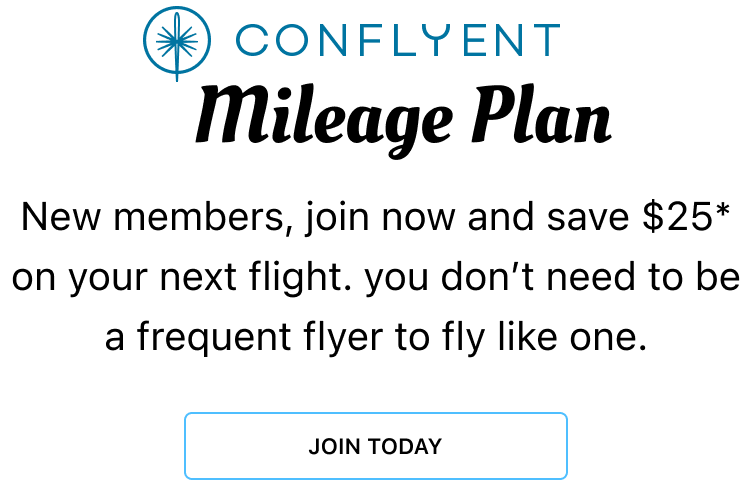 CONFLYENT
Mileage Plan
New members, join now and save $25*
on your next flight. you don’t need to be
a frequent flyer to fly like one.
JOIN TODAY